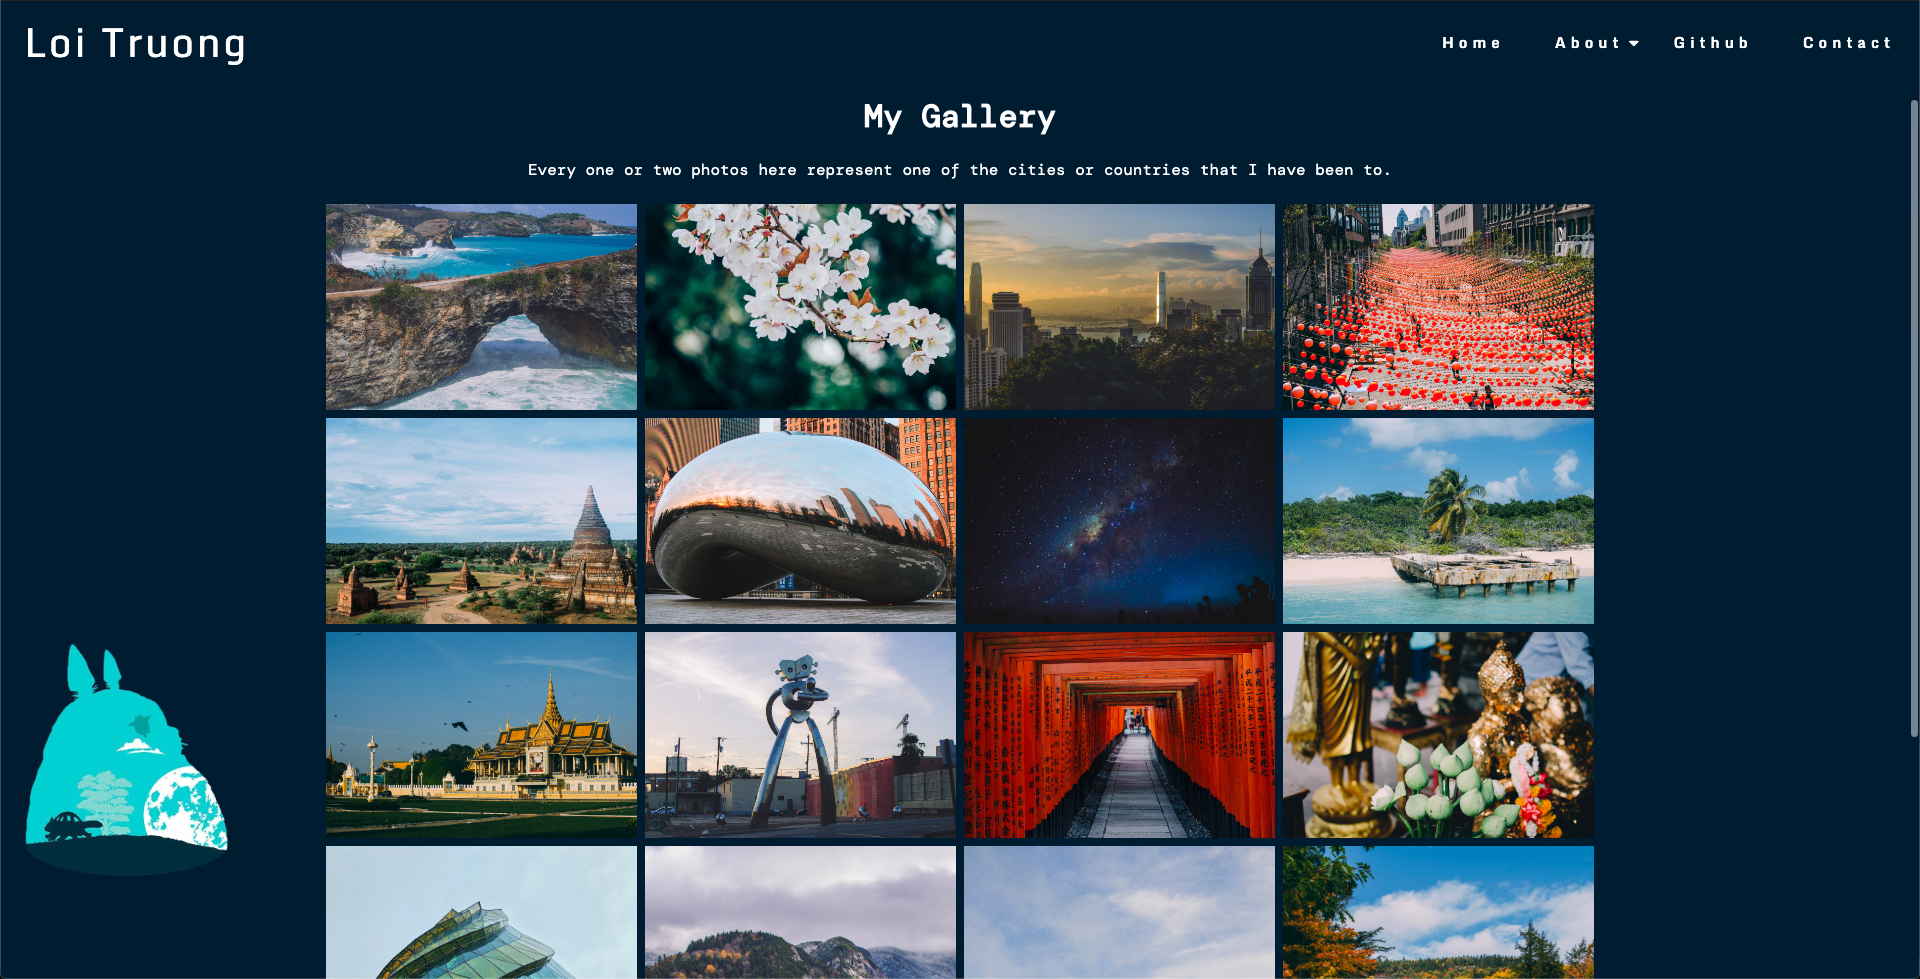 Loi Truong
Home
About
Github
Contact
My Gallery
Every one or two photos here represent one of the cities or countries that I have been to.